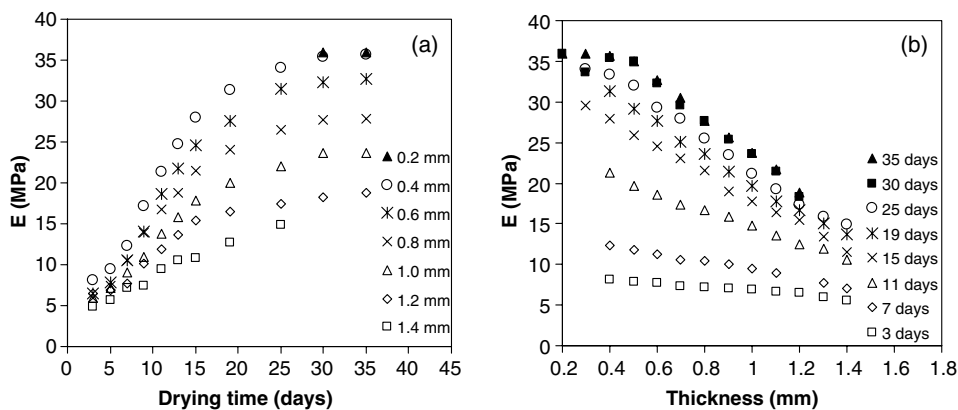 (a)
40
35
30
25
20
15
10
5
0
E (MPa)
0 5 10 15 20 25 30 35 40 45
Drying time (days)
0.2 mm
0.4 mm
0.6 mm
0.8 mm
1.0 mm
1.2 mm
1.4 mm
(b)
40
35
30
25
20
15
10
5
0
E (MPa)
0.2 0.4 0.6 0.8 1 1.2 1.4 1.6 1.8
Thickness (mm)
35 days
30 days
25 days
19 days
15 days
11 days
7 days
3 days